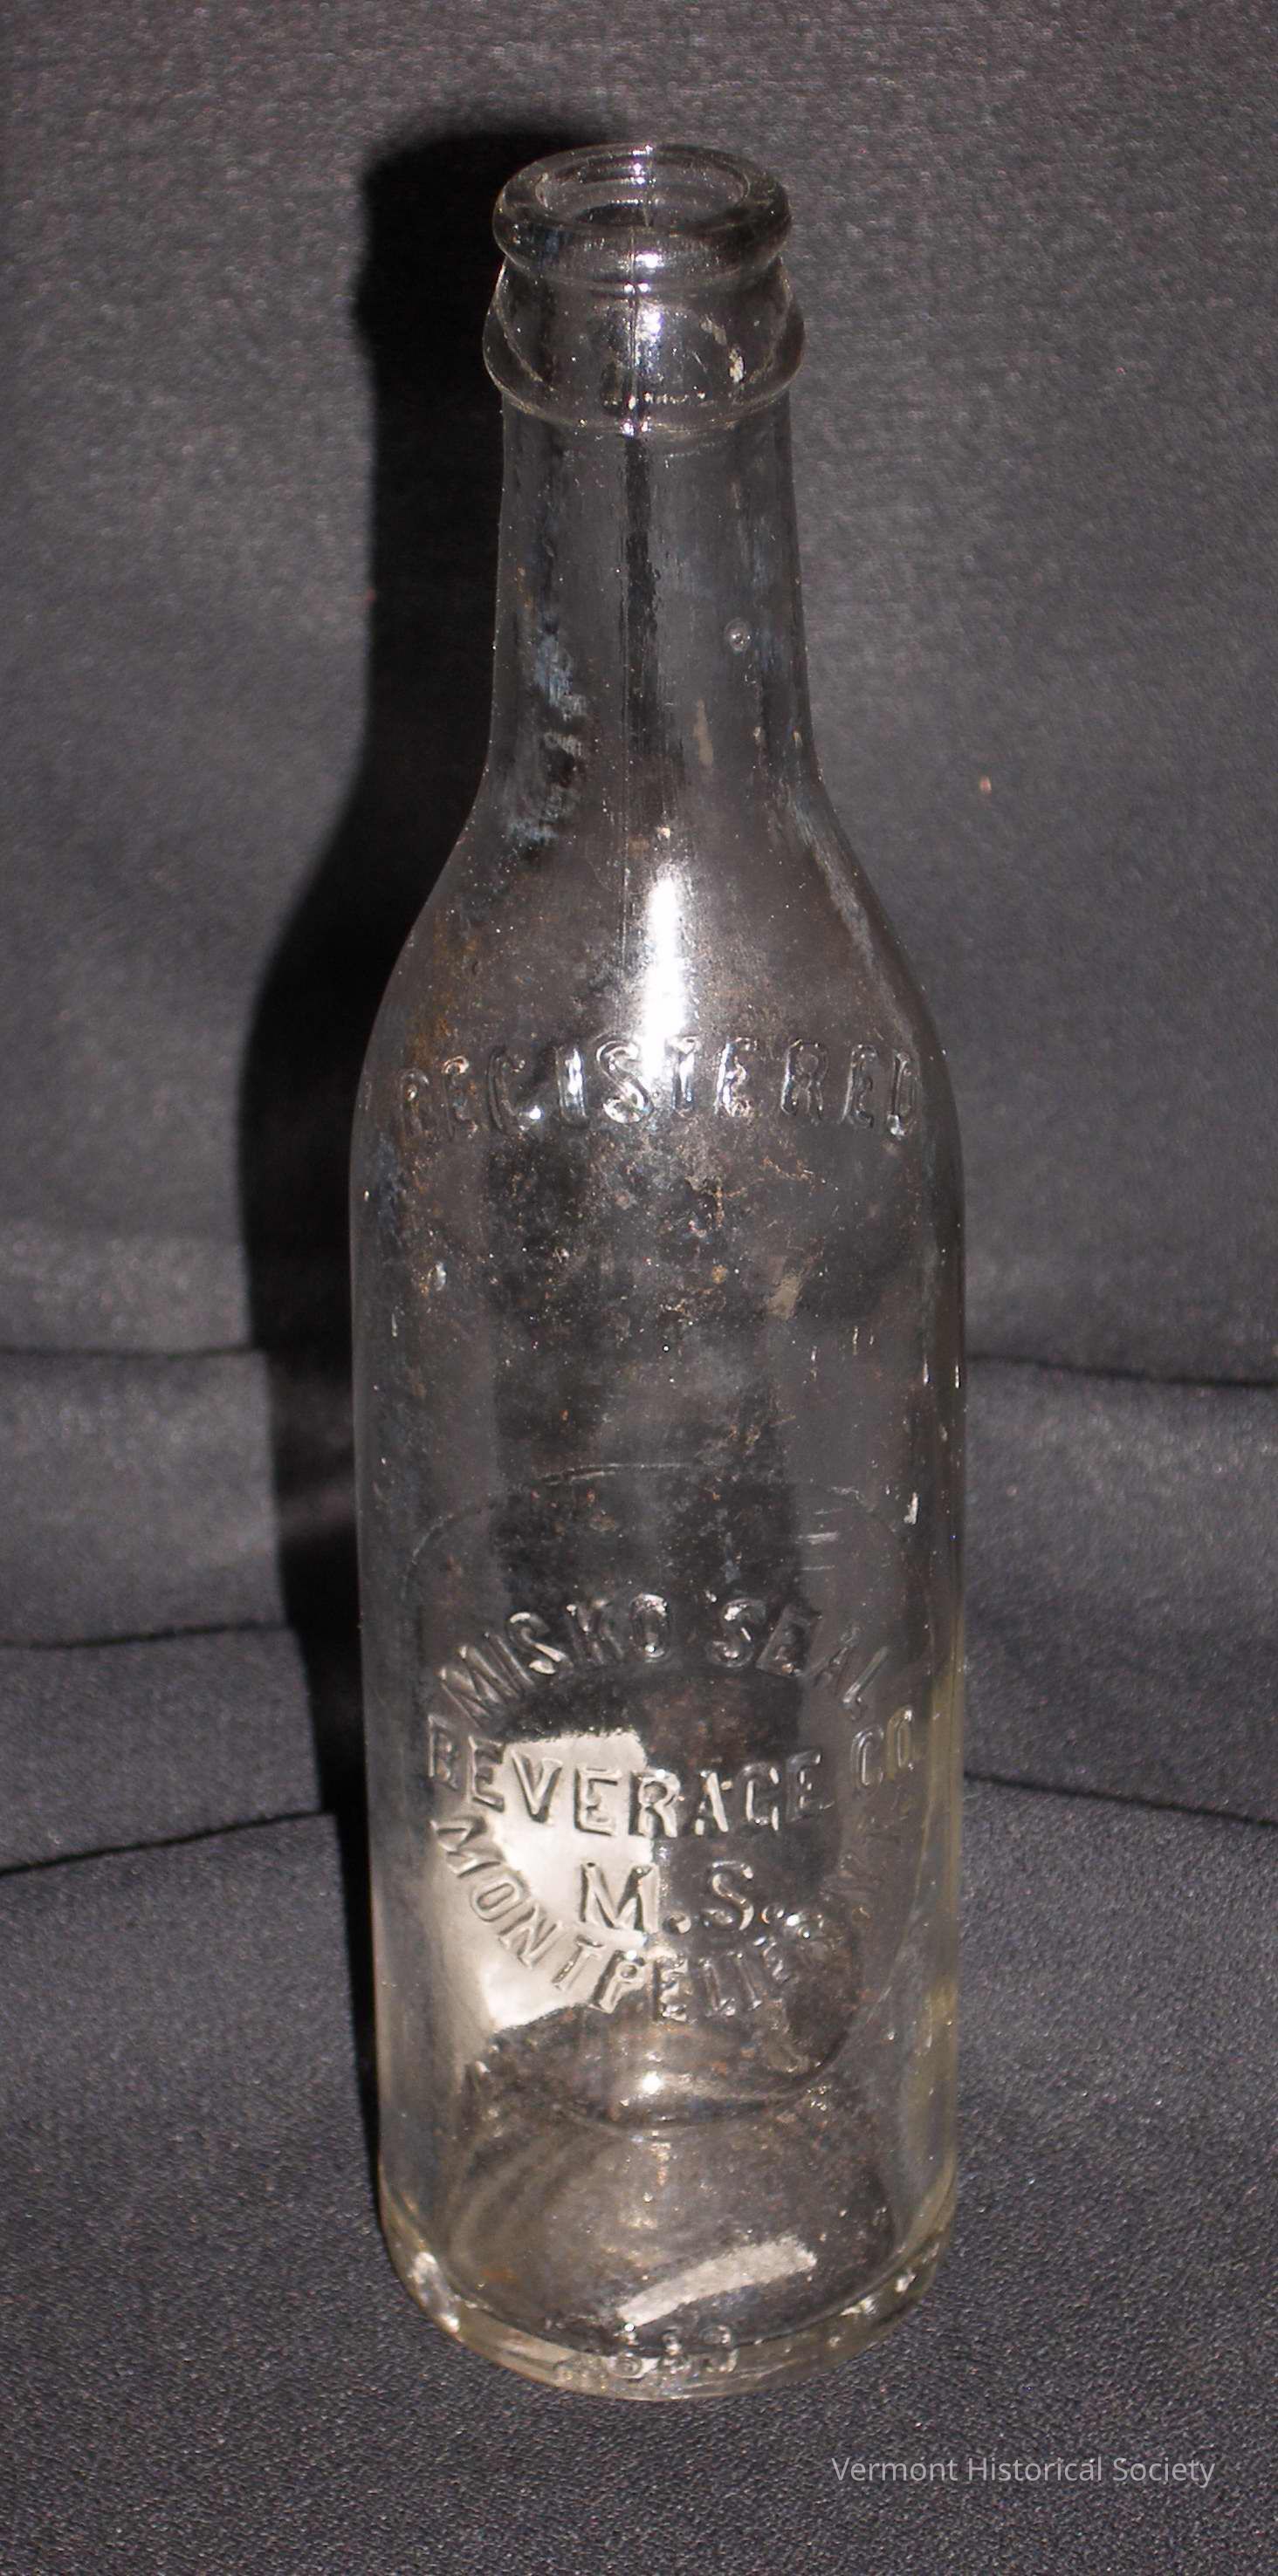 REGISTERED
MISKO SEAL
BEVERAGE CO.
M.S.
MONTPELIER
Vermont Historical Society